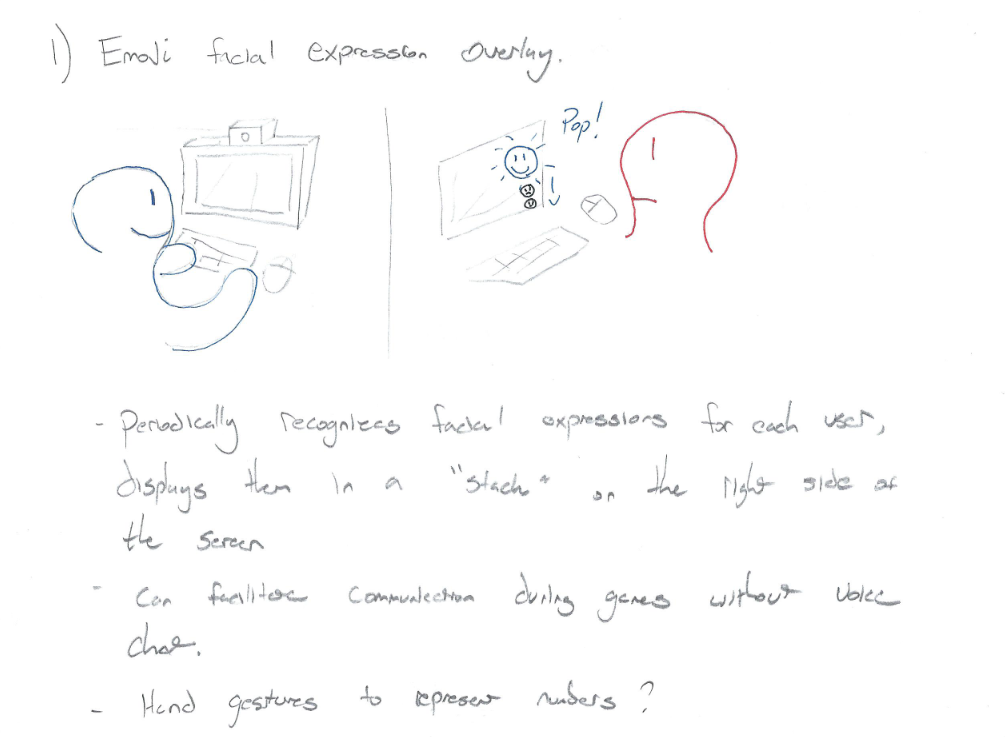 1) Emoji facial expression overlay.
Pop!
- Periodically recognizes facial expressions for each user,
displays them in a "stack" on the right side of
the screen
- Can facilitate communication during games without voice
chat.
- Hand gestures to represent numbers?